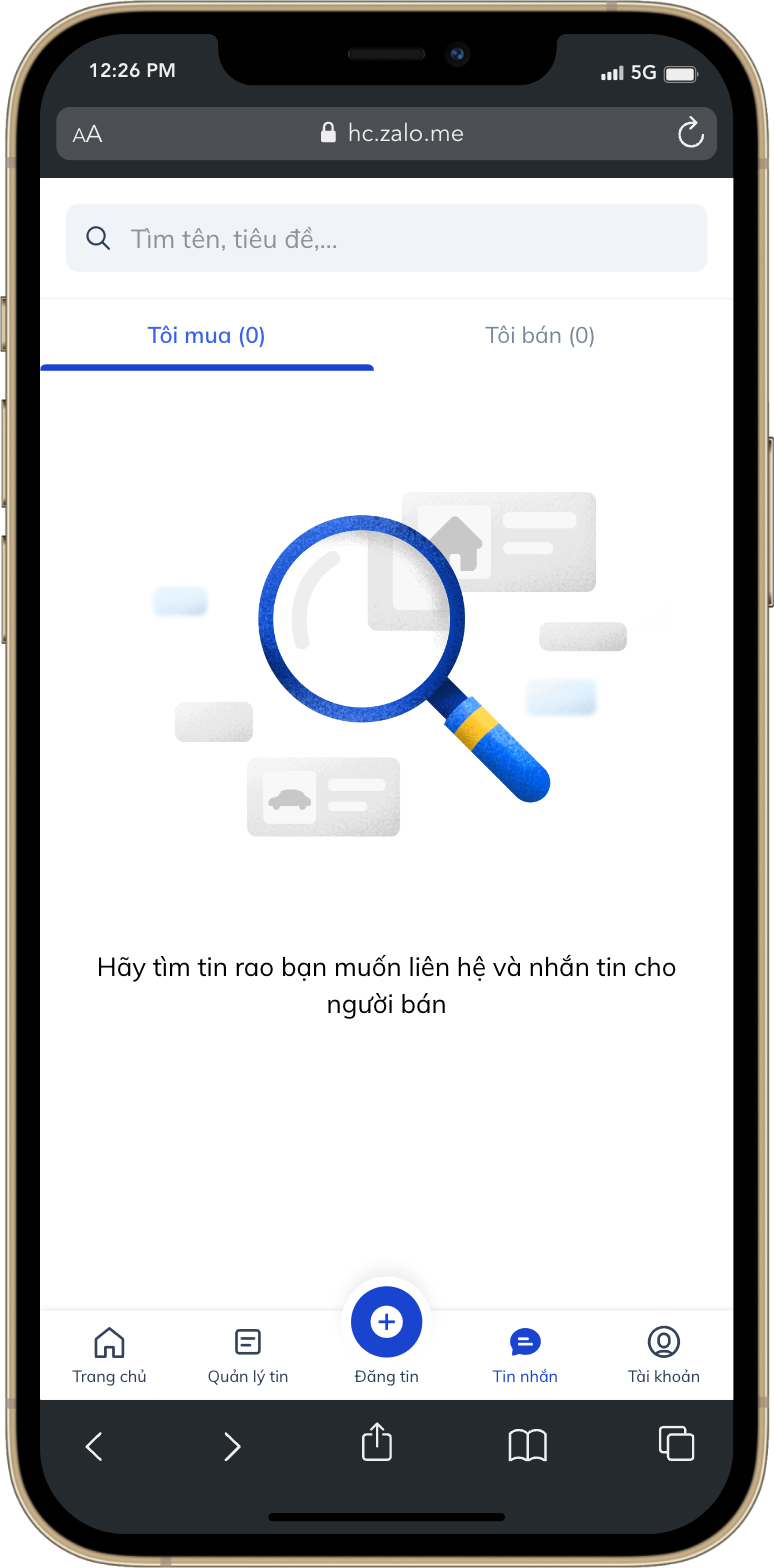 12:26 PM
5G
AA
hc.zalo.me
Tìm tên, tiêu đề,...
Tôi mua (0)
Tôi bán (0)
Hãy tìm tin rao bạn muốn liên hệ và nhắn tin cho
người bán
Trang chủ
Quản lý tin
Đăng tin
Tin nhắn
Tài khoản